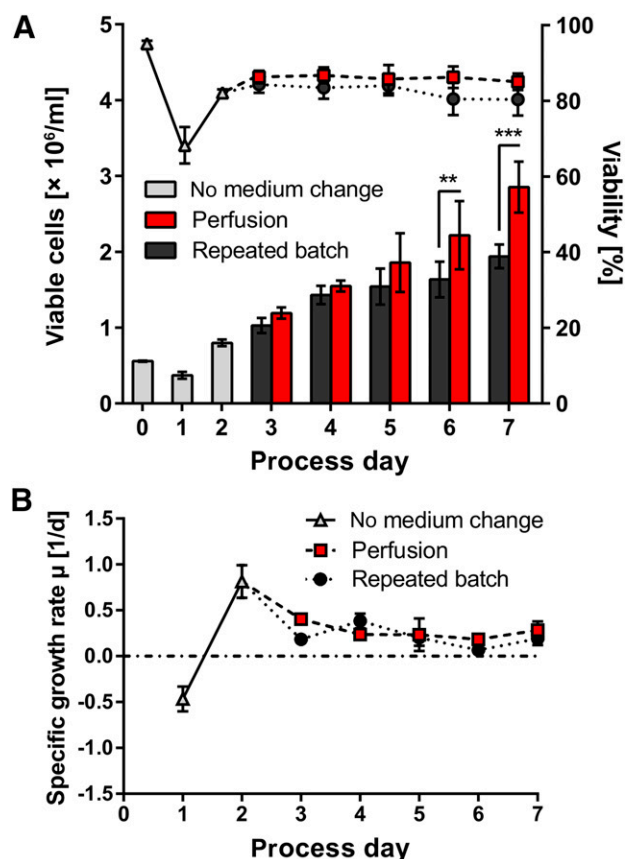 A
Viable cells [× 10⁶/ml]
5
4
3
2
1
0
No medium change
Perfusion
Repeated batch
**
***
100
80
60
40
20
0
Viability [%]
0 1 2 3 4 5 6 7
Process day
B
Specific growth rate μ [1/d]
1.5
1.0
0.5
0.0
-0.5
-1.0
-1.5
No medium change
Perfusion
Repeated batch
0 1 2 3 4 5 6 7
Process day